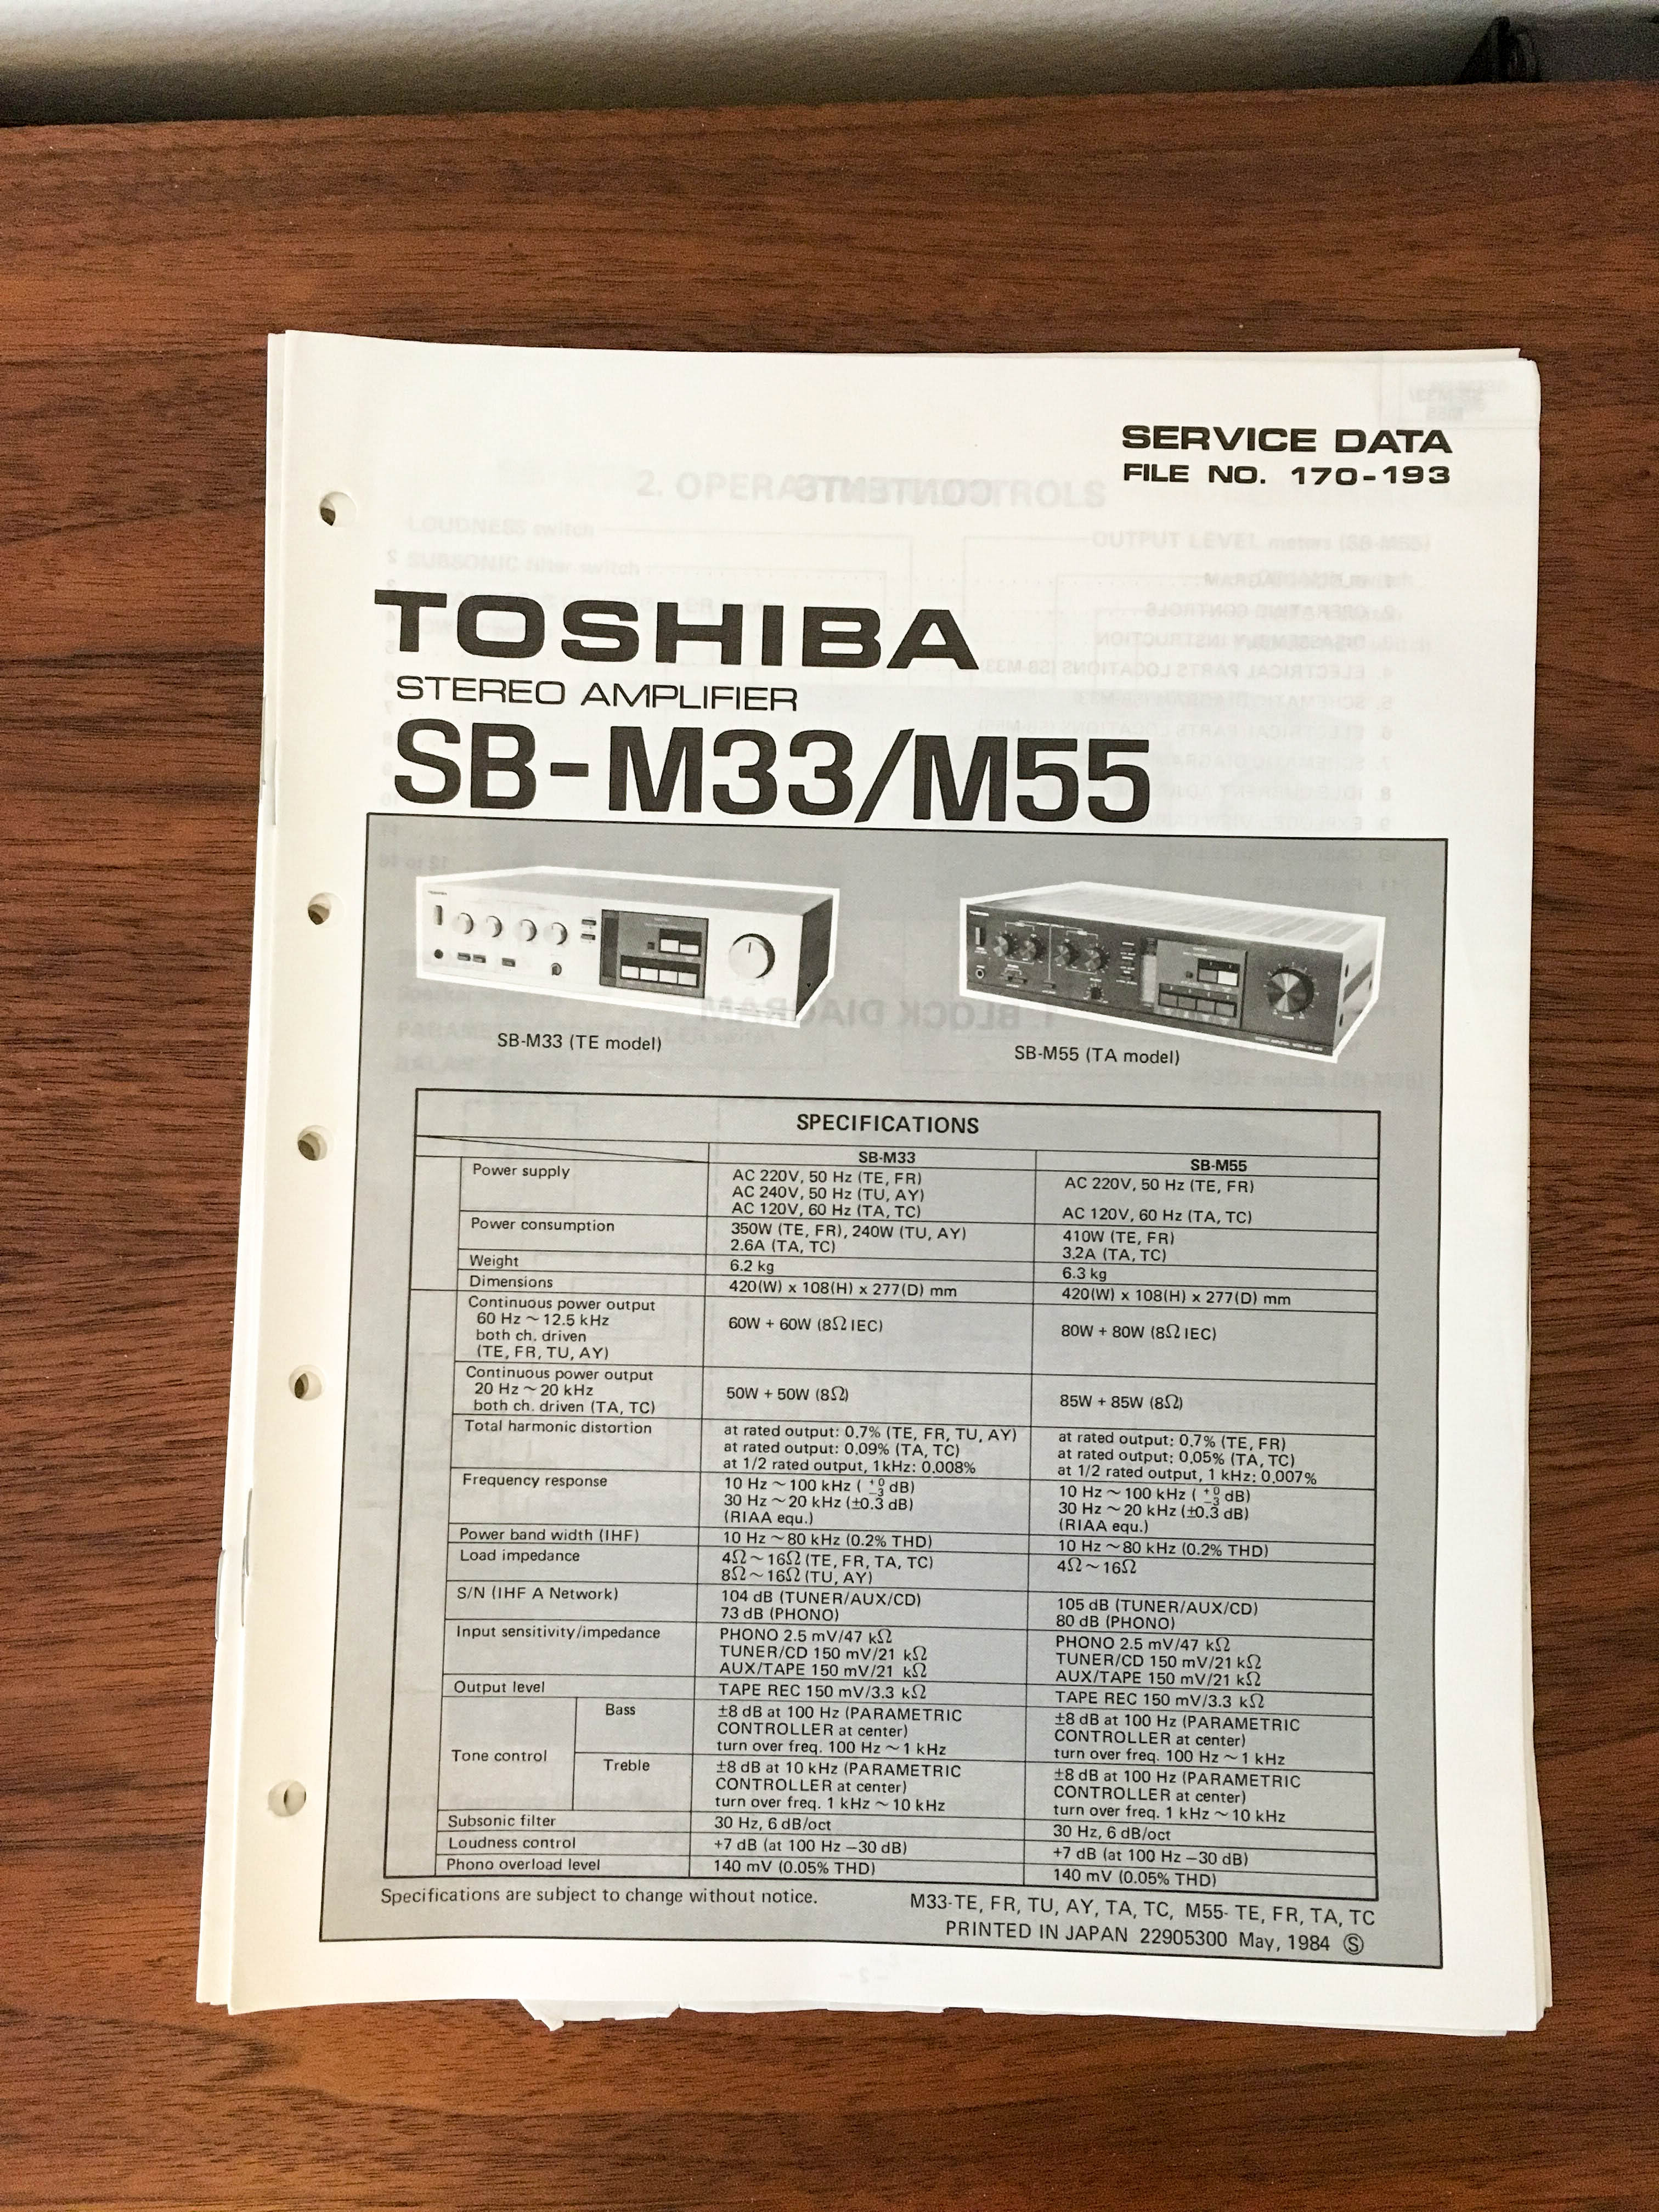 SERVICE DATA
FILE NO. 170-193
TOSHIBA
STEREO AMPLIFIER
SB-M33/M55
SB-M33 (TE model)
SB-M55 (TA model)
SPECIFICATIONS
SB-M33 SB-M55
Power supply
AC 220V, 50 Hz (TE, FR)
AC 240V, 50 Hz (TU, AY)
AC 120V, 60 Hz (TA, TC)
AC 220V, 50 Hz (TE, FR)
AC 120V, 60 Hz (TA, TC)
Power consumption
350W (TE, FR), 240W (TU, AY)
2.6A (TA, TC)
410W (TE, FR)
3.2A (TA, TC)
Weight 6.2 kg 6.3 kg
Dimensions 420(W) x 108(H) x 277(D) mm 420(W) x 108(H) x 277(D) mm
Continuous power output
60 Hz ~ 12.5 kHz
both ch. driven
(TE, FR, TU, AY)
60W + 60W (8Ω IEC)
80W + 80W (8Ω IEC)
Continuous power output
20 Hz ~ 20 kHz
both ch. driven (TA, TC)
50W + 50W (8Ω)
85W + 85W (8Ω)
Total harmonic distortion
at rated output: 0.7% (TE, FR, TU, AY)
at rated output: 0.09% (TA, TC)
at 1/2 rated output, 1kHz: 0.008%
at rated output: 0.7% (TE, FR)
at rated output: 0.05% (TA, TC)
at 1/2 rated output, 1 kHz: 0.007%
Frequency response
10 Hz ~ 100 kHz ( +0 -3 dB)
30 Hz ~ 20 kHz (±0.3 dB)
(RIAA equ.)
10 Hz ~ 100 kHz ( +0 -3 dB)
30 Hz ~ 20 kHz (±0.3 dB)
(RIAA equ.)
Power band width (IHF) 10 Hz ~ 80 kHz (0.2% THD) 10 Hz ~ 80 kHz (0.2% THD)
Load impedance
4Ω ~ 16Ω (TE, FR, TA, TC)
8Ω ~ 16Ω (TU, AY)
4Ω ~ 16Ω
S/N (IHF A Network)
104 dB (TUNER/AUX/CD)
73 dB (PHONO)
105 dB (TUNER/AUX/CD)
80 dB (PHONO)
Input sensitivity/impedance
PHONO 2.5 mV/47 kΩ
TUNER/CD 150 mV/21 kΩ
AUX/TAPE 150 mV/21 kΩ
PHONO 2.5 mV/47 kΩ
TUNER/CD 150 mV/21 kΩ
AUX/TAPE 150 mV/21 kΩ
Output level TAPE REC 150 mV/3.3 kΩ TAPE REC 150 mV/3.3 kΩ
Tone control
Bass
±8 dB at 100 Hz (PARAMETRIC
CONTROLLER at center)
turn over freq. 100 Hz ~ 1 kHz
±8 dB at 100 Hz (PARAMETRIC
CONTROLLER at center)
turn over freq. 100 Hz ~ 1 kHz
Treble
±8 dB at 10 kHz (PARAMETRIC
CONTROLLER at center)
turn over freq. 1 kHz ~ 10 kHz
±8 dB at 100 Hz (PARAMETRIC
CONTROLLER at center)
turn over freq. 1 kHz ~ 10 kHz
Subsonic filter 30 Hz, 6 dB/oct 30 Hz, 6 dB/oct
Loudness control +7 dB (at 100 Hz –30 dB) +7 dB (at 100 Hz –30 dB)
Phono overload level 140 mV (0.05% THD) 140 mV (0.05% THD)
Specifications are subject to change without notice.
M33-TE, FR, TU, AY, TA, TC, M55- TE, FR, TA, TC
PRINTED IN JAPAN 22905300 May, 1984 Ⓢ